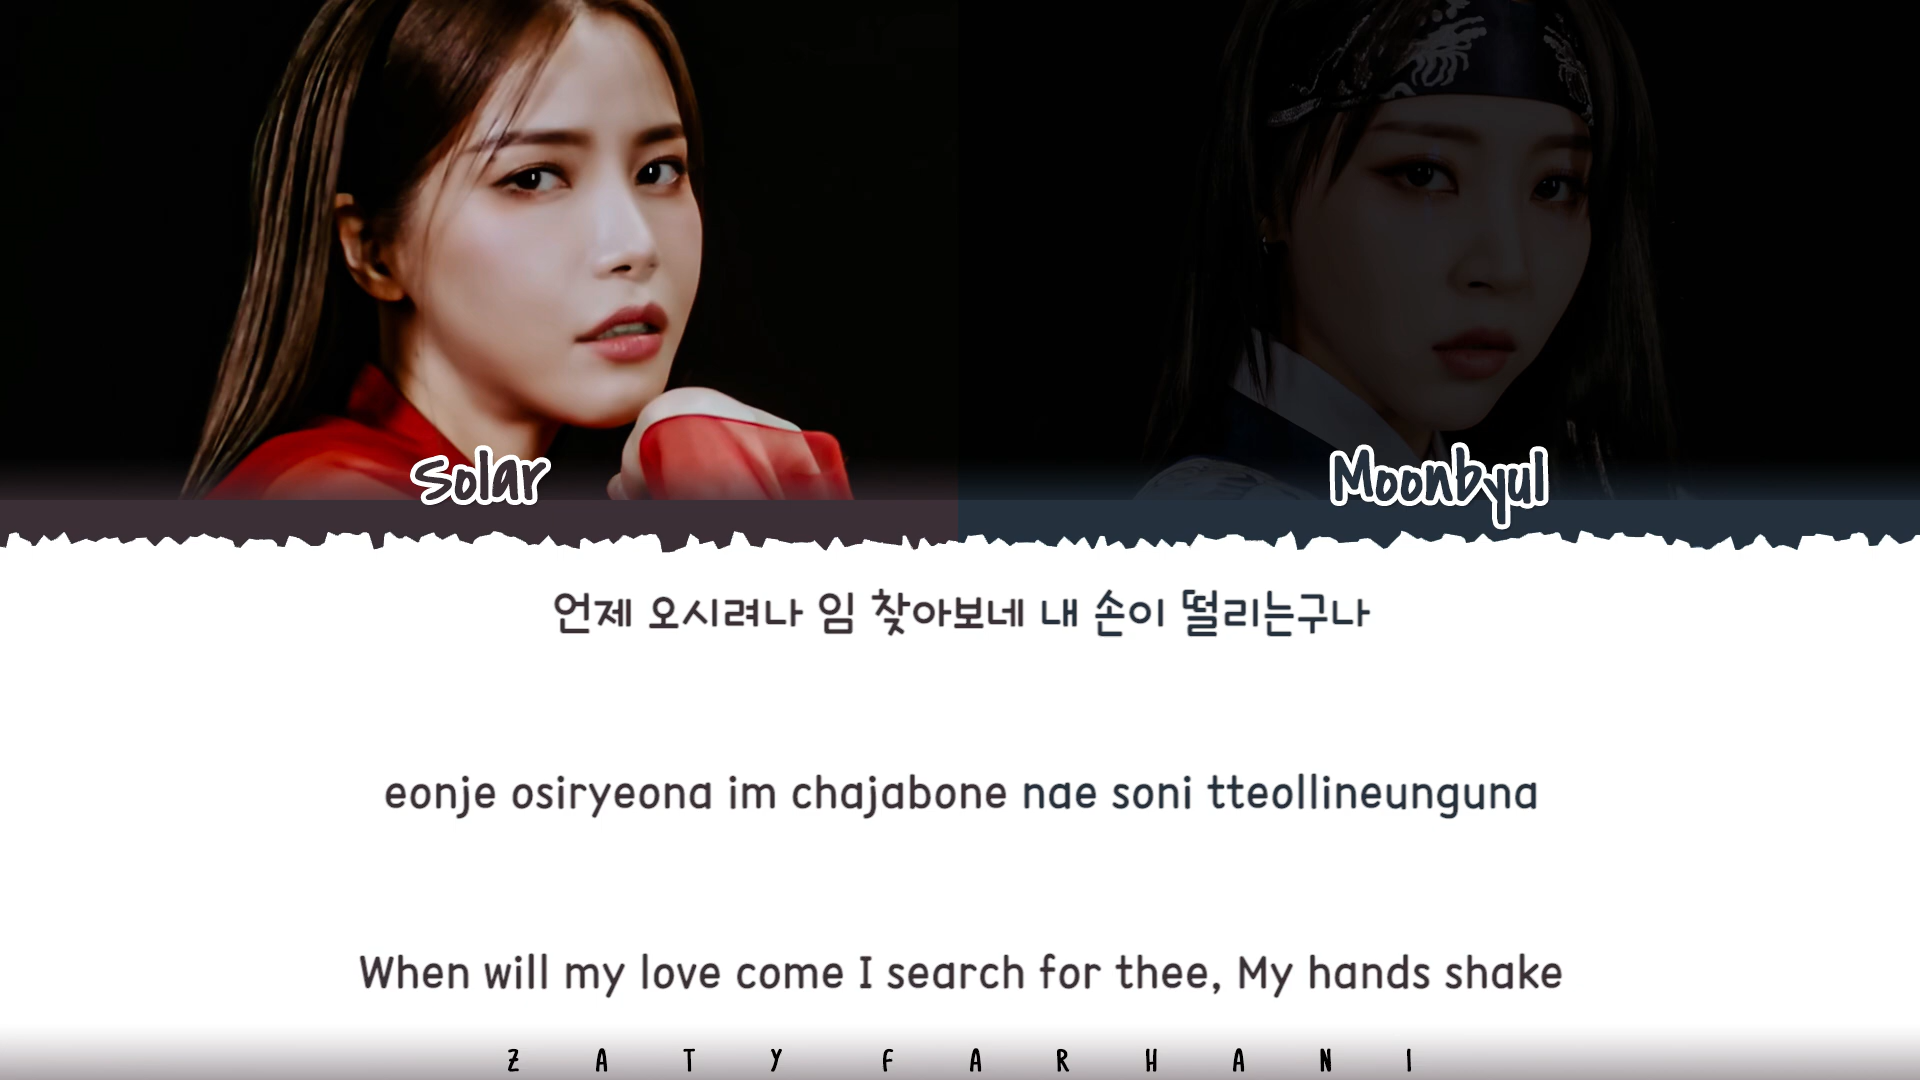 Solar
Moonbyul
언제 오시려나 임 찾아보네 내 손이 떨리는구나
eonje osiryeona im chajabone nae soni tteollineunguna
When will my love come I search for thee, My hands shake
ZATY FARHANI